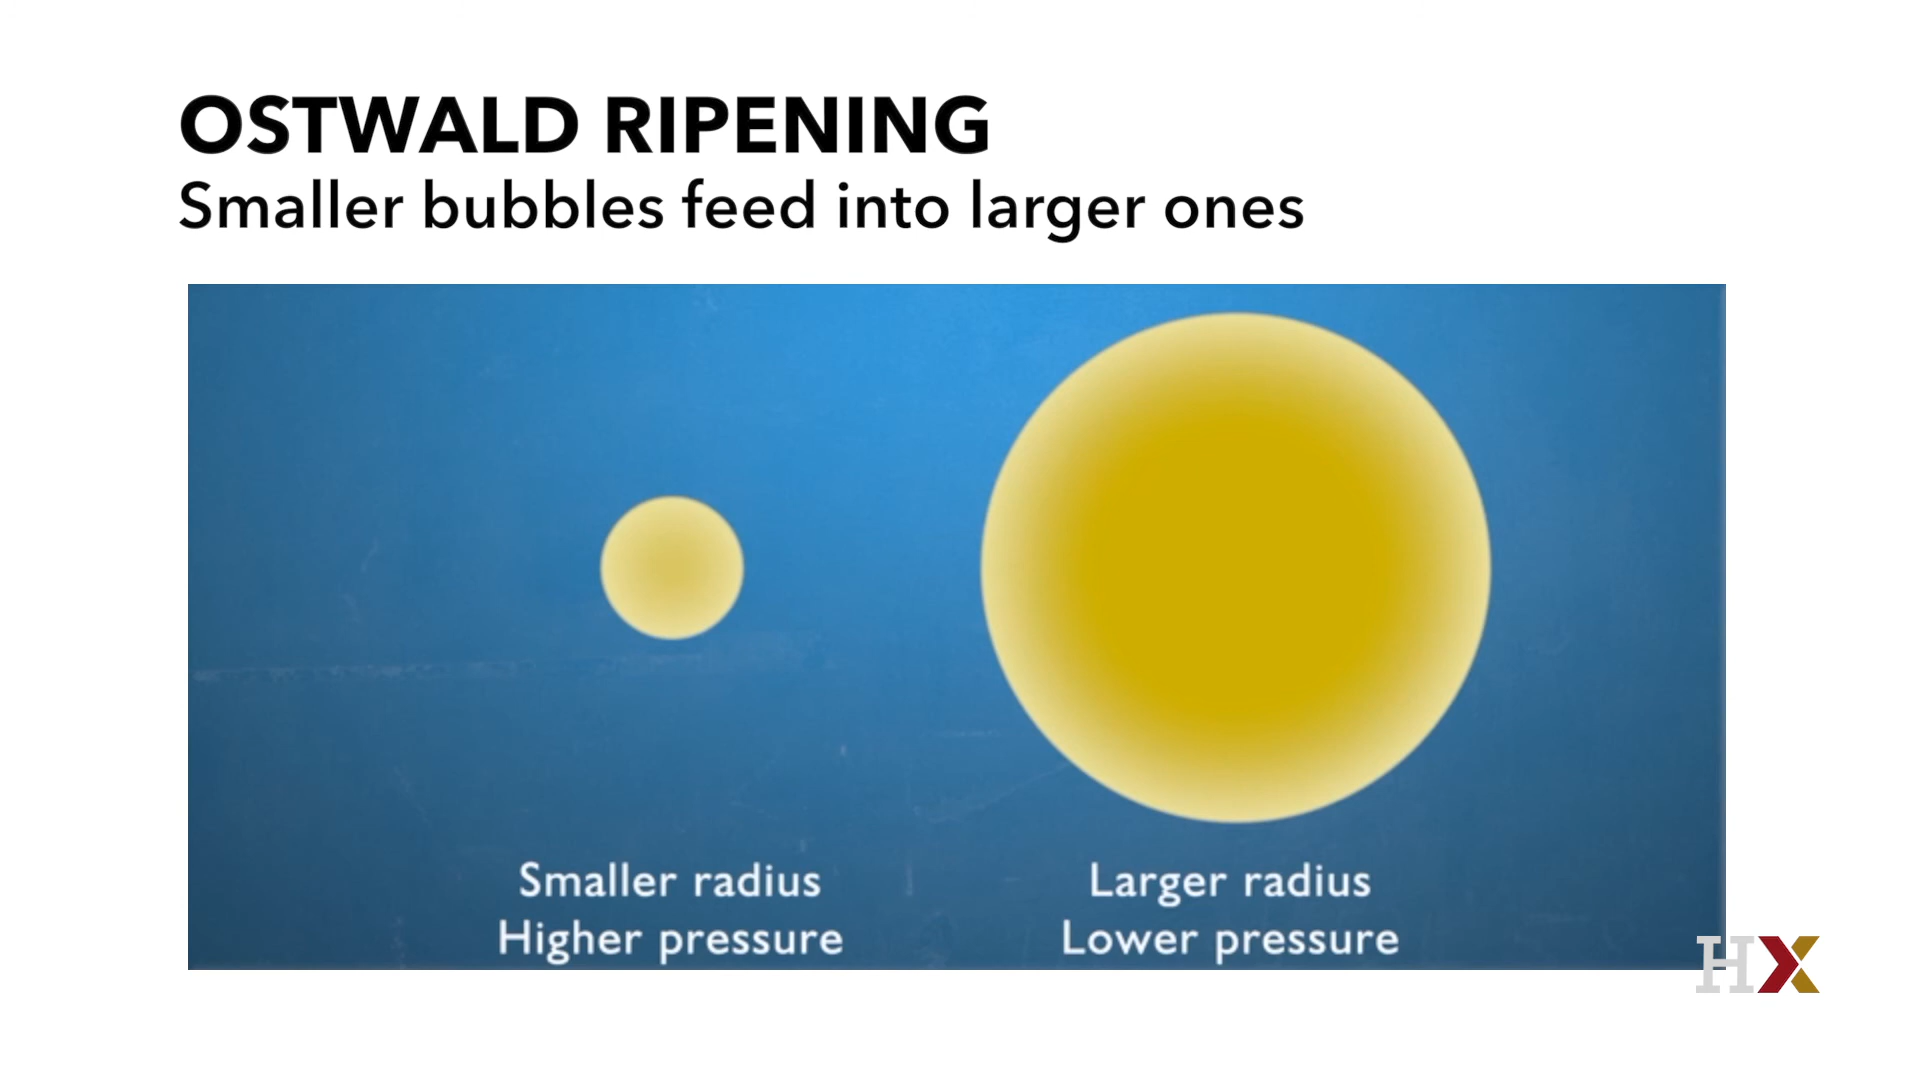 OSTWALD RIPENING
Smaller bubbles feed into larger ones
Smaller radius
Higher pressure
Larger radius
Lower pressure
HX